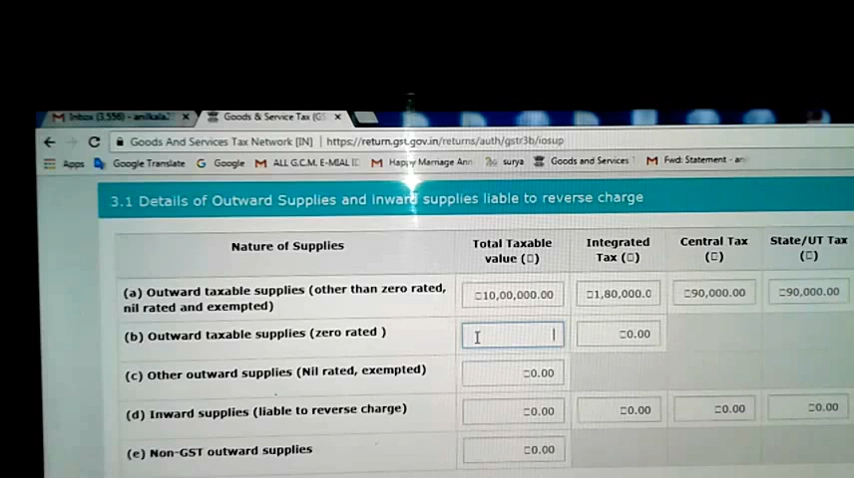 Inbox (3,556) - anilkala
Goods & Service Tax (GS
Goods And Services Tax Network [IN] | https://return.gst.gov.in/returns/auth/gstr3b/iosup
Apps Google Translate Google ALL G.C.M. E-MIAL ID Happy Marriage Ann surya Goods and Services T Fwd: Statement - an
3.1 Details of Outward Supplies and inward supplies liable to reverse charge
Nature of Supplies
Total Taxable value (□)
Integrated Tax (□)
Central Tax (□)
State/UT Tax (□)
(a) Outward taxable supplies (other than zero rated,
nil rated and exempted)
□10,00,000.00 □1,80,000.0 □90,000.00 □90,000.00
(b) Outward taxable supplies (zero rated ) □0.00
(c) Other outward supplies (Nil rated, exempted) □0.00
(d) Inward supplies (liable to reverse charge) □0.00 □0.00 □0.00 □0.00
(e) Non-GST outward supplies □0.00